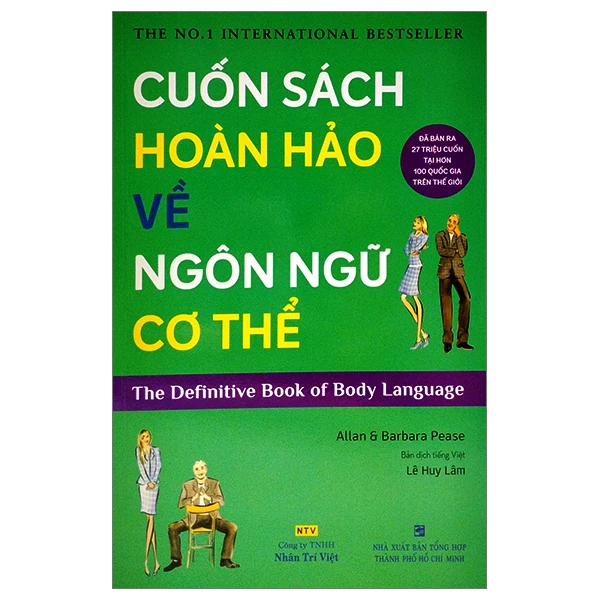 THE NO.1 INTERNATIONAL BESTSELLER
CUỐN SÁCH
HOÀN HẢO
VỀ
NGÔN NGỮ
CƠ THỂ
ĐÃ BÁN RA
27 TRIỆU CUỐN
TẠI HƠN
100 QUỐC GIA
TRÊN THẾ GIỚI
The Definitive Book of Body Language
Allan & Barbara Pease
Bản dịch tiếng Việt
Lê Huy Lâm
NTV
Công ty TNHH
Nhân Trí Việt
NHÀ XUẤT BẢN TỔNG HỢP
THÀNH PHỐ HỒ CHÍ MINH